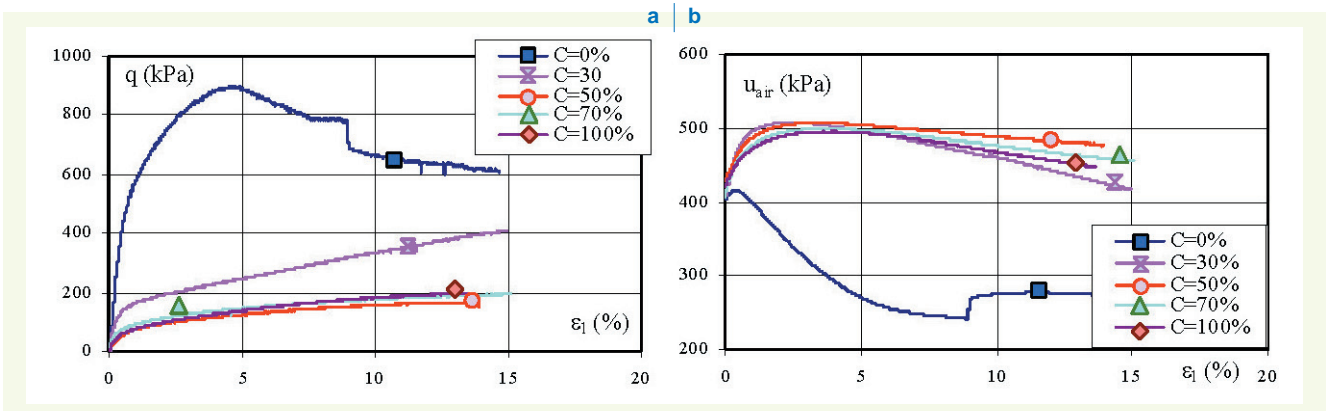 a b
q (kPa)
C=0%
C=30
C=50%
C=70%
C=100%
1000
800
600
400
200
0
0 5 10 15 20
ε₁ (%)
u_air (kPa)
600
500
400
300
200
C=0%
C=30%
C=50%
C=70%
C=100%
0 5 10 15 20
ε₁ (%)